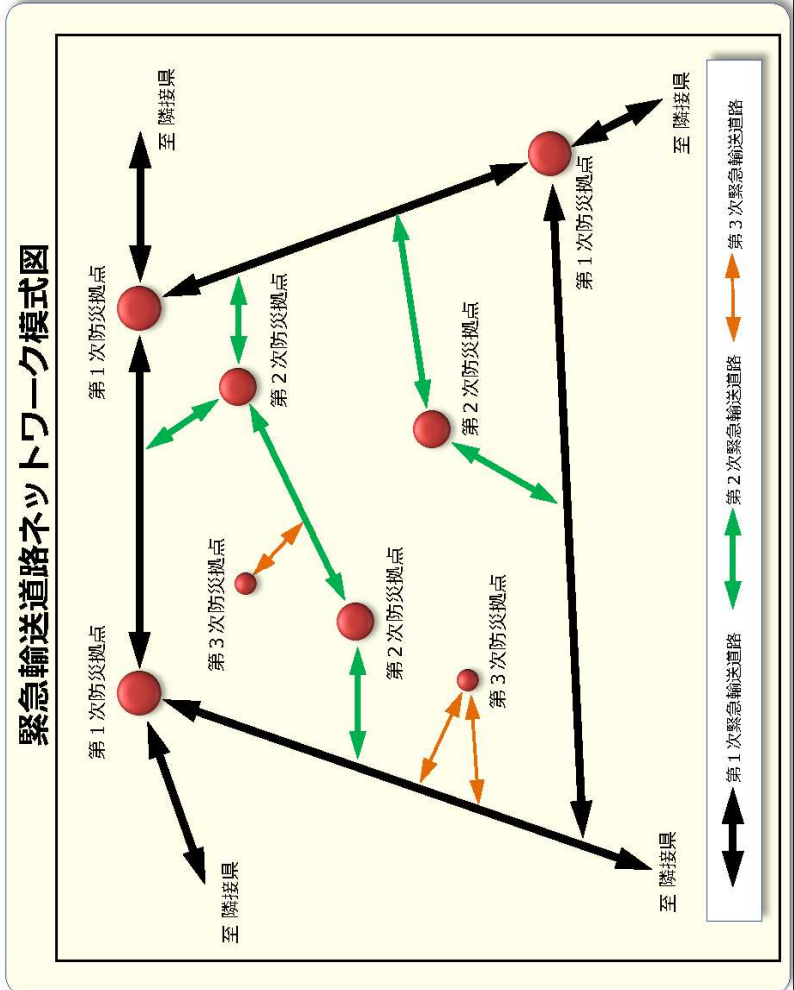 緊急輸送道路ネットワーク模式図
至 隣接県
第１次防災拠点
第１次防災拠点
至 隣接県
第３次防災拠点
第２次防災拠点
第２次防災拠点
第３次防災拠点
第２次防災拠点
第１次防災拠点
至 隣接県
至 隣接県
第１次緊急輸送道路
第２次緊急輸送道路
第３次緊急輸送道路